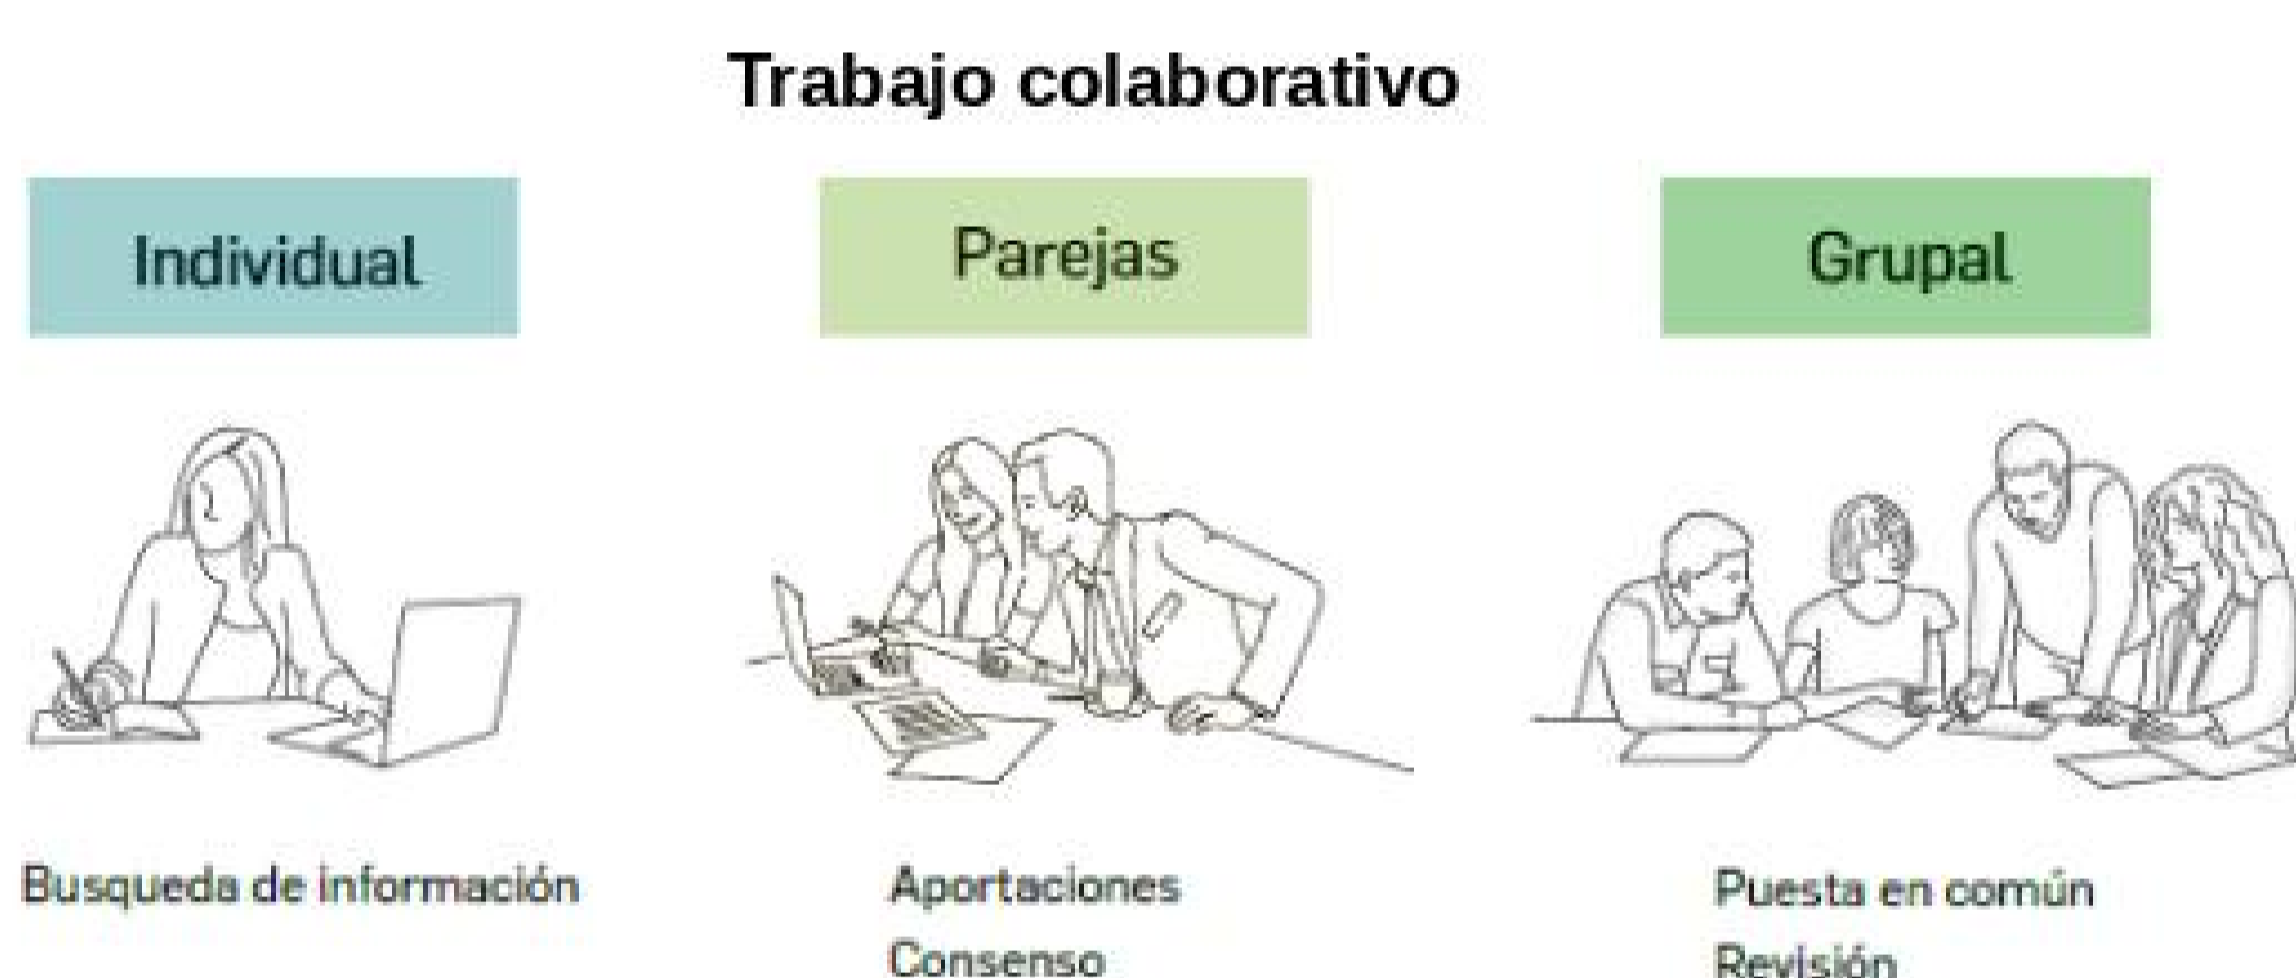 Trabajo colaborativo
Individual
Parejas
Grupal
Busqueda de información
Aportaciones
Consenso
Puesta en común
Revisión